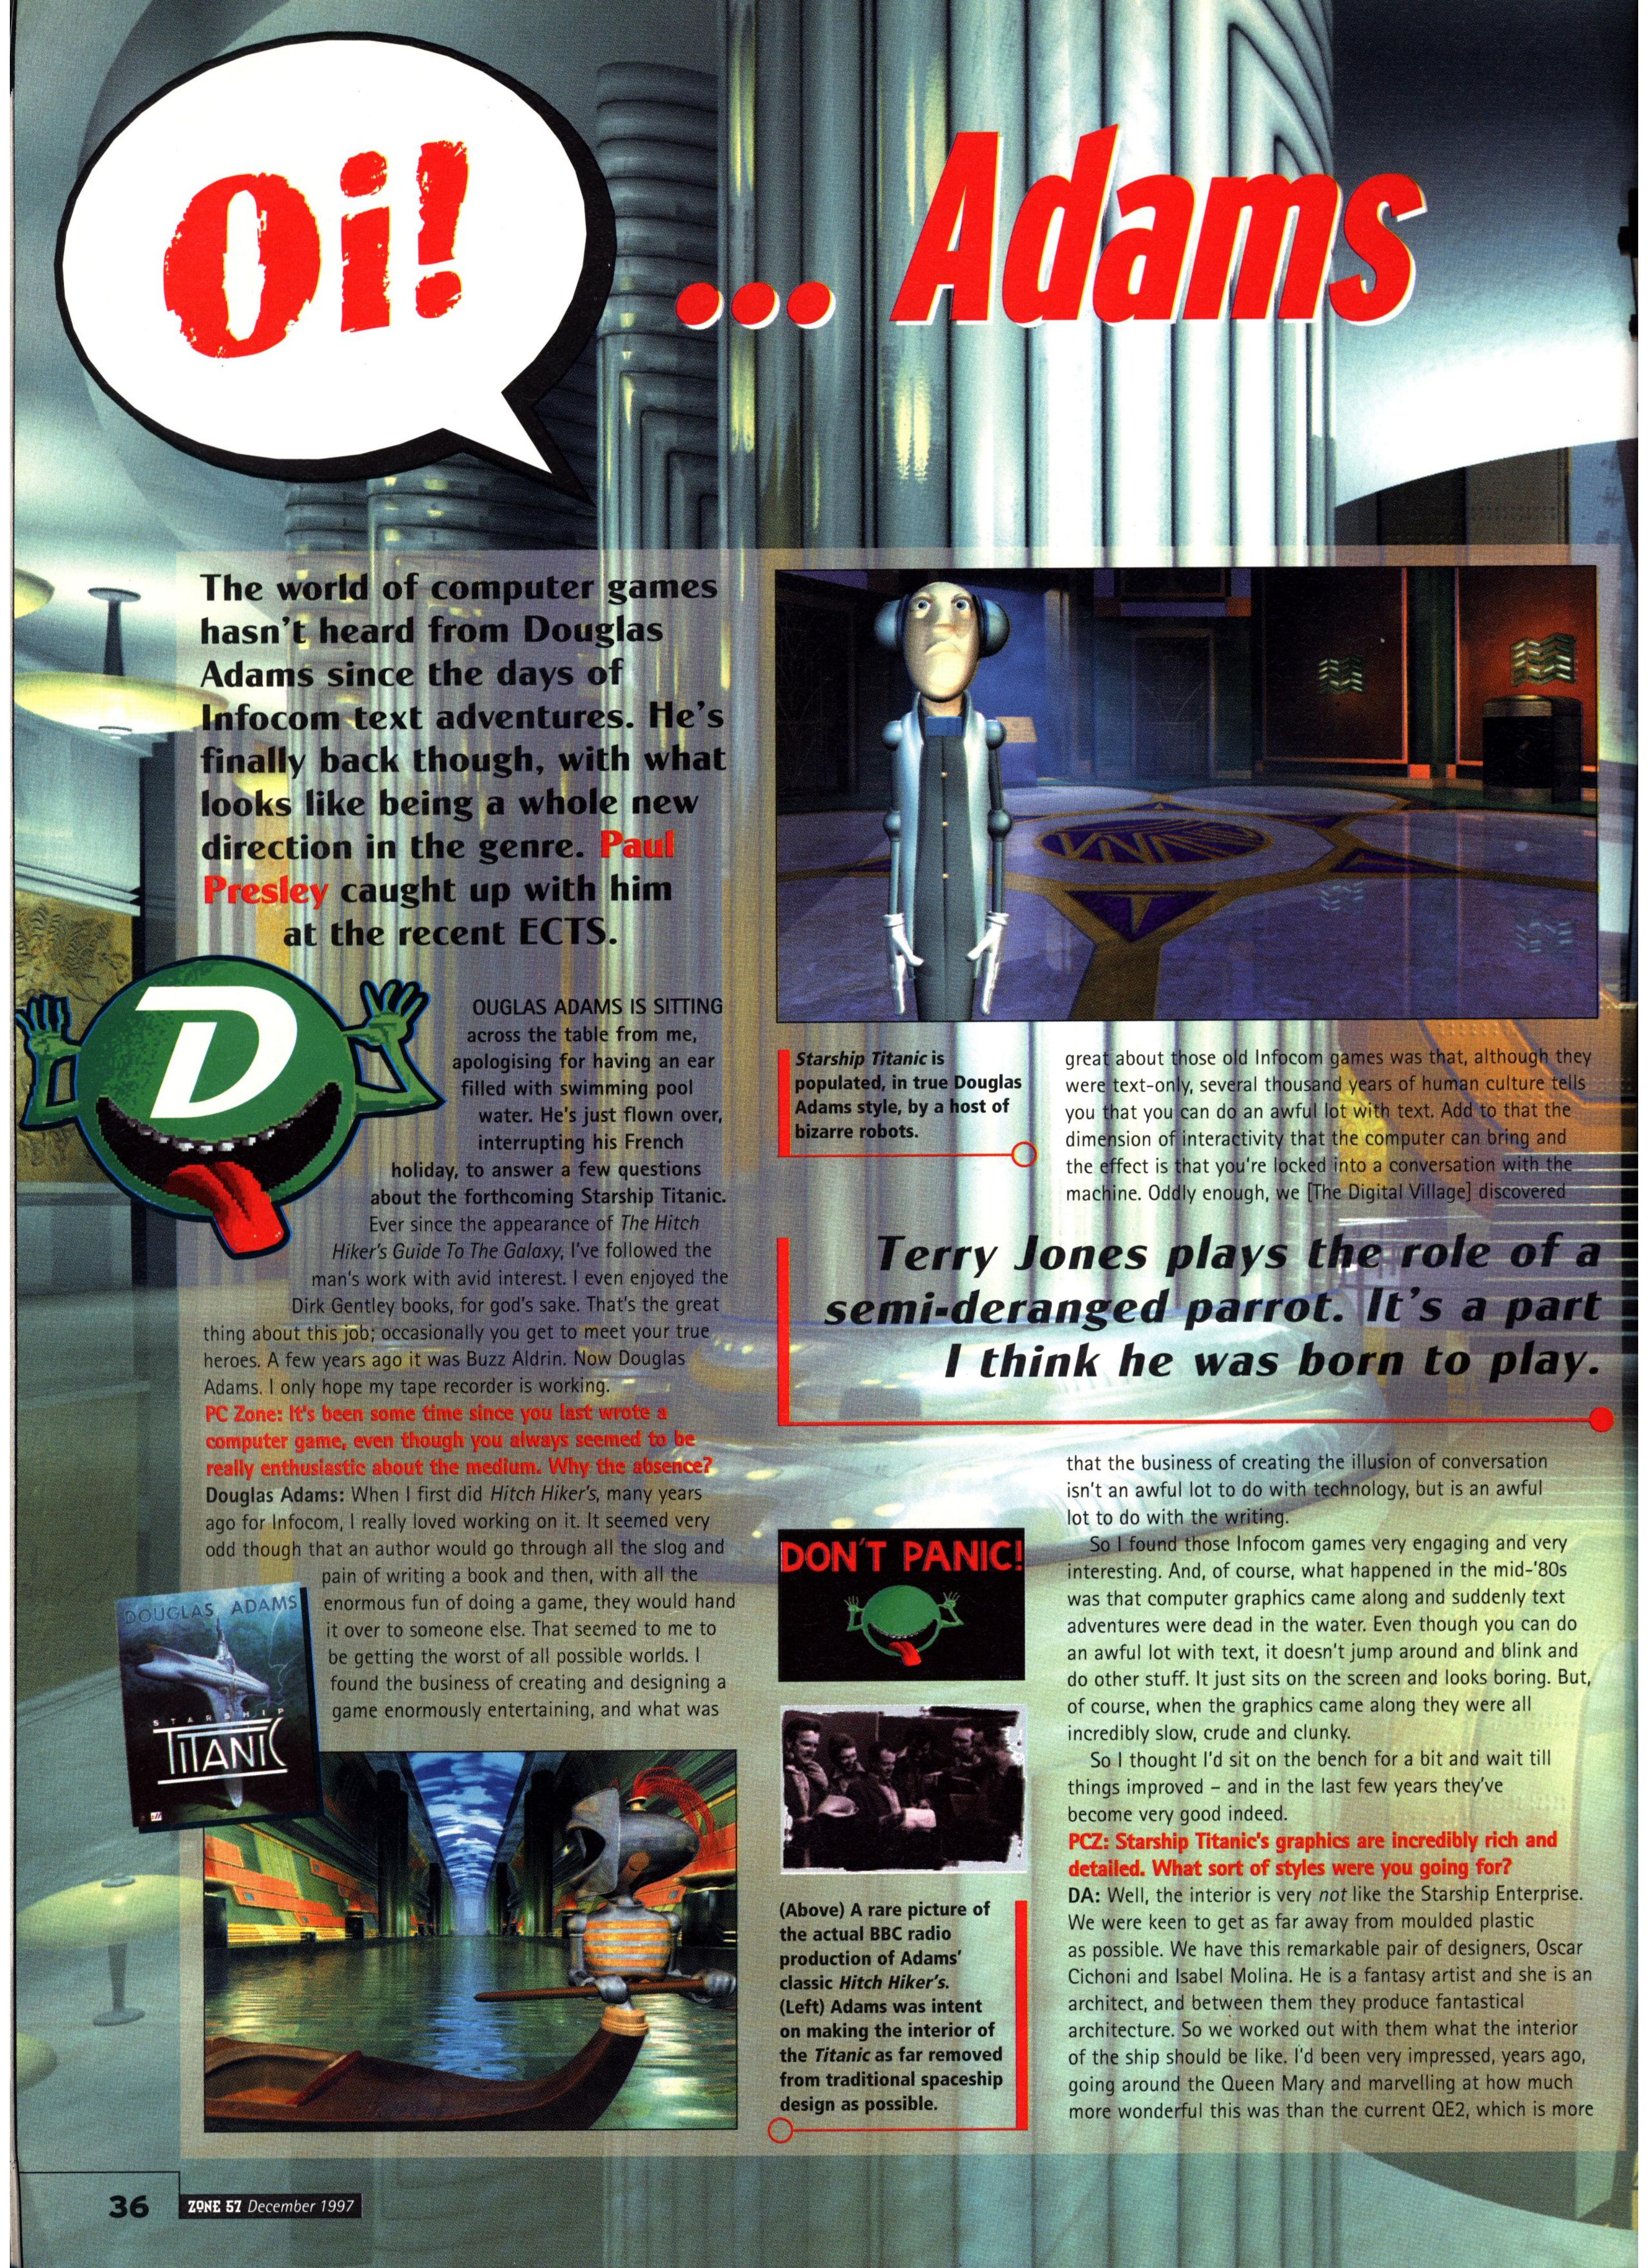 Oi!
... Adams
The world of computer games
hasn't heard from Douglas
Adams since the days of
Infocom text adventures. He's
finally back though, with what
looks like being a whole new
direction in the genre. Paul
Presley caught up with him
at the recent ECTS.
D
OUGLAS ADAMS IS SITTING
across the table from me,
apologising for having an ear
filled with swimming pool
water. He's just flown over,
interrupting his French
holiday, to answer a few questions
about the forthcoming Starship Titanic.
Ever since the appearance of The Hitch
Hiker's Guide To The Galaxy, I've followed the
man's work with avid interest. I even enjoyed the
Dirk Gentley books, for god's sake. That's the great
thing about this job; occasionally you get to meet your true
heroes. A few years ago it was Buzz Aldrin. Now Douglas
Adams. I only hope my tape recorder is working.
PC Zone: It's been some time since you last wrote a
computer game, even though you always seemed to be
really enthusiastic about the medium. Why the absence?
Douglas Adams: When I first did Hitch Hiker's, many years
ago for Infocom, I really loved working on it. It seemed very
odd though that an author would go through all the slog and
pain of writing a book and then, with all the
enormous fun of doing a game, they would hand
it over to someone else. That seemed to me to
be getting the worst of all possible worlds. I
found the business of creating and designing a
game enormously entertaining, and what was
DOUGLAS ADAMS
STARSHIP
TITANIC
Starship Titanic is
populated, in true Douglas
Adams style, by a host of
bizarre robots.
great about those old Infocom games was that, although they
were text-only, several thousand years of human culture tells
you that you can do an awful lot with text. Add to that the
dimension of interactivity that the computer can bring and
the effect is that you're locked into a conversation with the
machine. Oddly enough, we [The Digital Village] discovered
Terry Jones plays the role of a
semi-deranged parrot. It's a part
I think he was born to play.
that the business of creating the illusion of conversation
isn't an awful lot to do with technology, but is an awful
lot to do with the writing.
So I found those Infocom games very engaging and very
interesting. And, of course, what happened in the mid-'80s
was that computer graphics came along and suddenly text
adventures were dead in the water. Even though you can do
an awful lot with text, it doesn't jump around and blink and
do other stuff. It just sits on the screen and looks boring. But,
of course, when the graphics came along they were all
incredibly slow, crude and clunky.
So I thought I'd sit on the bench for a bit and wait till
things improved – and in the last few years they've
become very good indeed.
PCZ: Starship Titanic's graphics are incredibly rich and
detailed. What sort of styles were you going for?
DA: Well, the interior is very not like the Starship Enterprise.
We were keen to get as far away from moulded plastic
as possible. We have this remarkable pair of designers, Oscar
Cichoni and Isabel Molina. He is a fantasy artist and she is an
architect, and between them they produce fantastical
architecture. So we worked out with them what the interior
of the ship should be like. I'd been very impressed, years ago,
going around the Queen Mary and marvelling at how much
more wonderful this was than the current QE2, which is more
DON'T PANIC!
(Above) A rare picture of
the actual BBC radio
production of Adams'
classic Hitch Hiker's.
(Left) Adams was intent
on making the interior of
the Titanic as far removed
from traditional spaceship
design as possible.
36
ZONE 57 December 1997